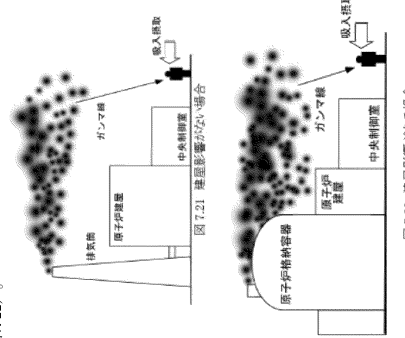 吸入摂取
ガンマ線
排気筒
原子炉建屋
中央制御室
図 7.21 建屋影響がない場合
吸入摂取
ガンマ線
原子炉格納容器
原子炉
建屋
中央制御室